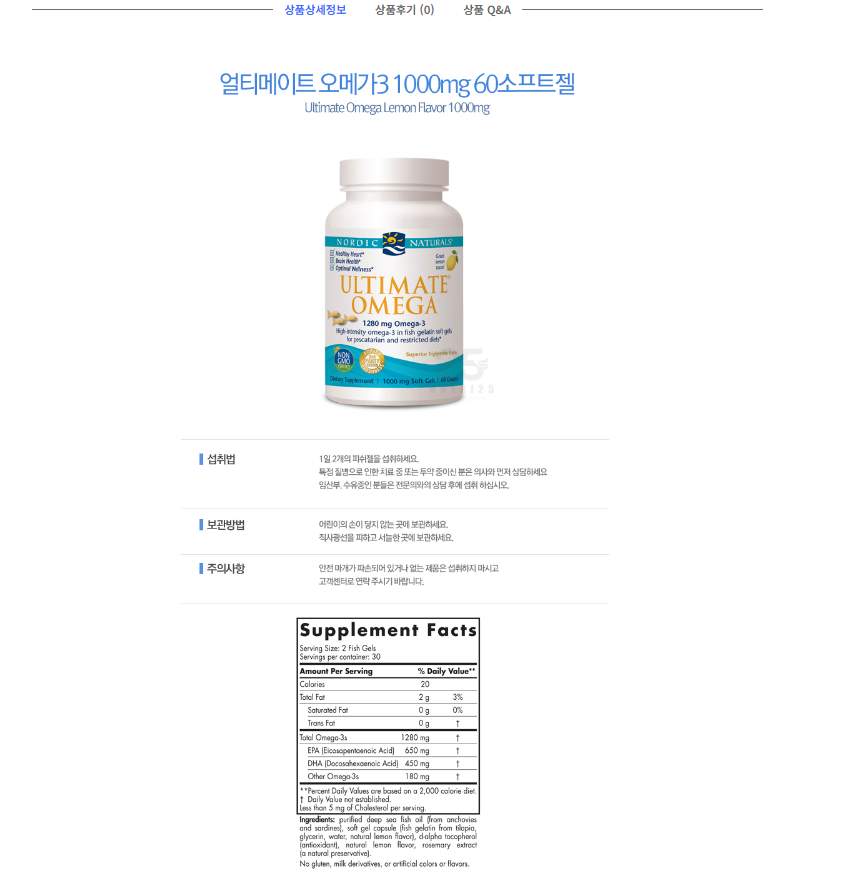 상품상세정보 상품후기 (0) 상품 Q&A
얼티메이트 오메가3 1000mg 60소프트젤
Ultimate Omega Lemon Flavor 1000mg
NORDIC NATURALS
Healthy Heart*
Brain Health*
Optimal Wellness*
Great
lemon
taste!
ULTIMATE
OMEGA
1280 mg Omega-3
High-intensity omega-3 in fish gelatin soft gels
for pescatarian and restricted diets*
Superior Triglyceride Form
NON
GMO
Dietary Supplement | 1000 mg Soft Gels | 60 Count
섭취법
1일 2개의 피쉬젤을 섭취하세요.
특정 질병으로 인한 치료 중 또는 투약 중이신 분은 의사와 먼저 상담하세요
임산부. 수유중인 분들은 전문의와의 상담 후에 섭취 하십시오.
보관방법
어린이의 손이 닿지 않는 곳에 보관하세요.
직사광선을 피하고 서늘한 곳에 보관하세요.
주의사항
안전 마개가 파손되어 있거나 없는 제품은 섭취하지 마시고
고객센터로 연락 주시기 바랍니다.
Supplement Facts
Serving Size: 2 Fish Gels
Servings per container: 30
Amount Per Serving % Daily Value**
Calories 20
Total Fat 2 g 3%
Saturated Fat 0 g 0%
Trans Fat 0 g †
Total Omega-3s 1280 mg †
EPA (Eicosapentaenoic Acid) 650 mg †
DHA (Docosahexaenoic Acid) 450 mg †
Other Omega-3s 180 mg †
**Percent Daily Values are based on a 2,000 calorie diet.
† Daily Value not established.
Less than 5 mg of Cholesterol per serving.
Ingredients: purified deep sea fish oil (from anchovies
and sardines), soft gel capsule (fish gelatin from tilapia,
glycerin, water, natural lemon flavor), d-alpha tocopherol
(antioxidant), natural lemon flavor, rosemary extract
(a natural preservative).
No gluten, milk derivatives, or artificial colors or flavors.